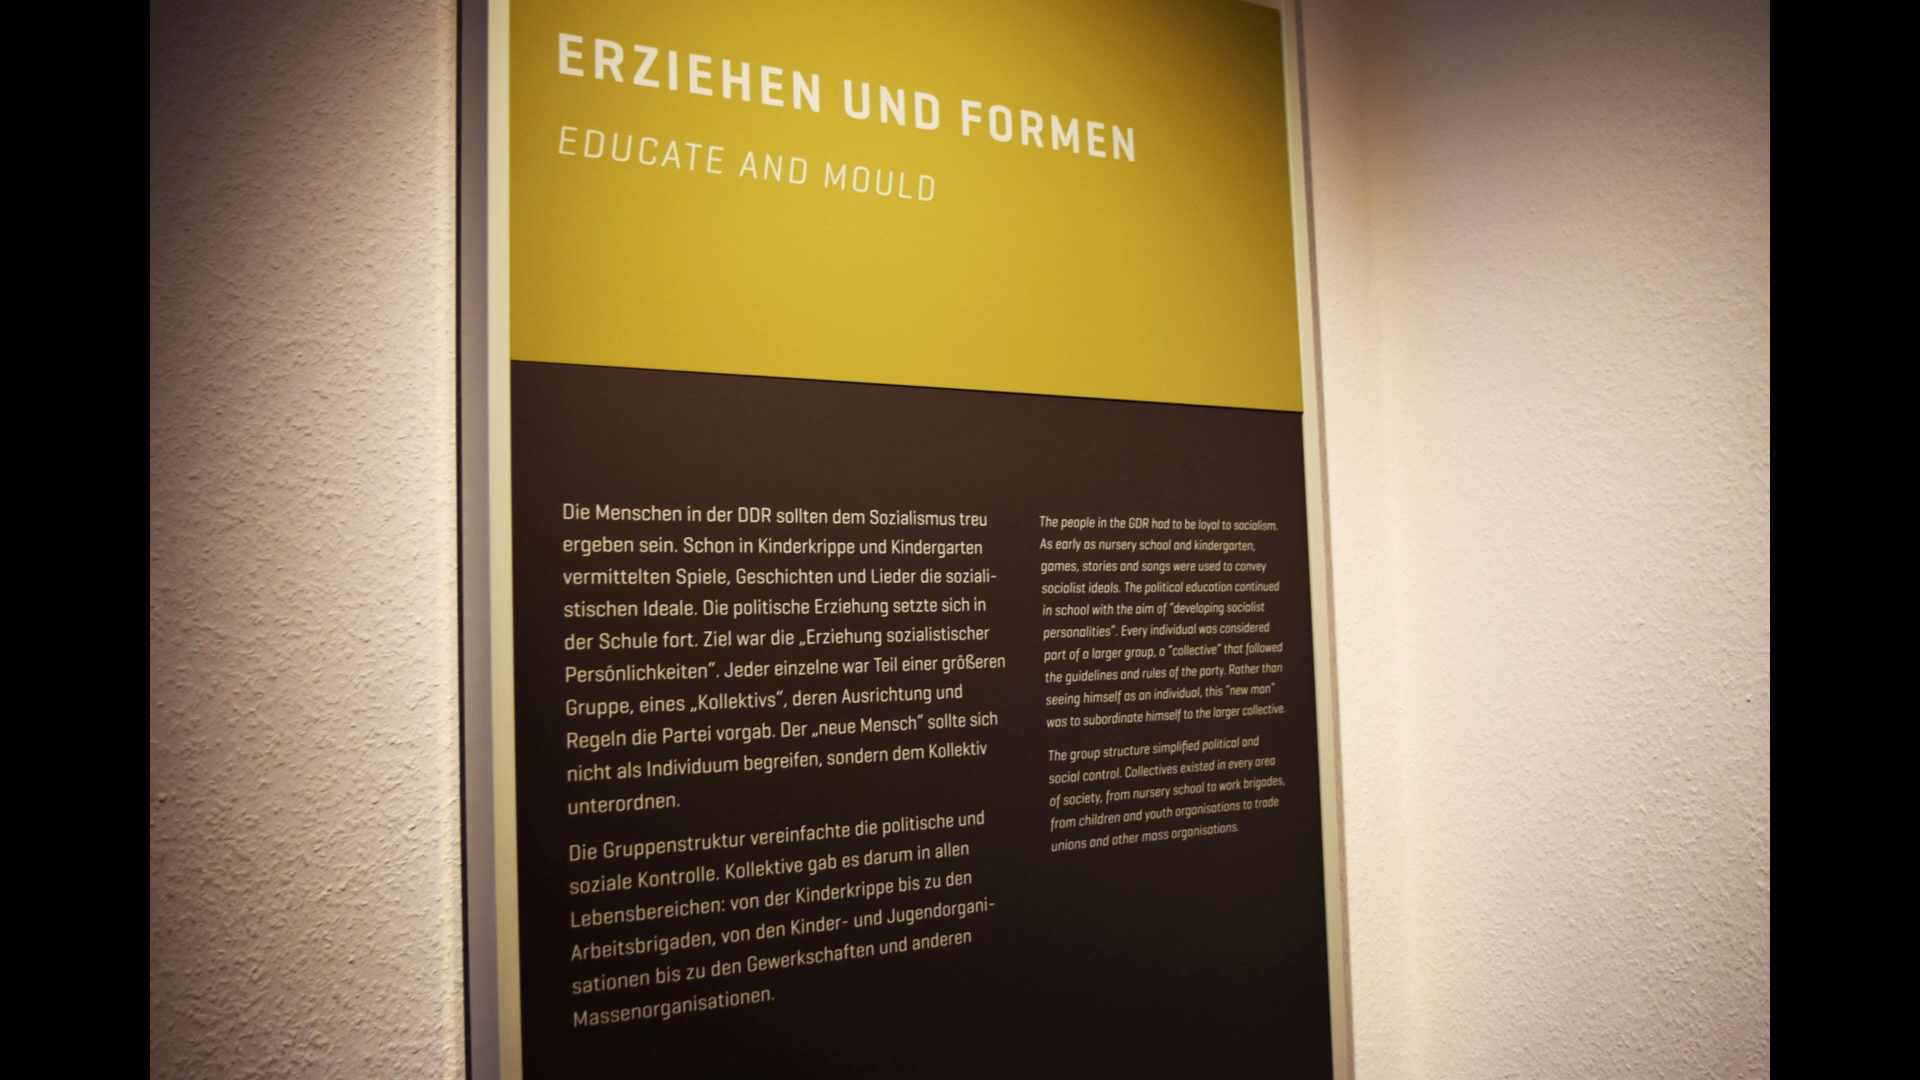 ERZIEHEN UND FORMEN
EDUCATE AND MOULD
Die Menschen in der DDR sollten dem Sozialismus treu
ergeben sein. Schon in Kinderkrippe und Kindergarten
vermittelten Spiele, Geschichten und Lieder die soziali-
stischen Ideale. Die politische Erziehung setzte sich in
der Schule fort. Ziel war die „Erziehung sozialistischer
Persönlichkeiten“. Jeder einzelne war Teil einer größeren
Gruppe, eines „Kollektivs“, deren Ausrichtung und
Regeln die Partei vorgab. Der „neue Mensch“ sollte sich
nicht als Individuum begreifen, sondern dem Kollektiv
unterordnen.
Die Gruppenstruktur vereinfachte die politische und
soziale Kontrolle. Kollektive gab es darum in allen
Lebensbereichen: von der Kinderkrippe bis zu den
Arbeitsbrigaden, von den Kinder- und Jugendorgani-
sationen bis zu den Gewerkschaften und anderen
Massenorganisationen.
The people in the GDR had to be loyal to socialism.
As early as nursery school and kindergarten,
games, stories and songs were used to convey
socialist ideals. The political education continued
in school with the aim of “developing socialist
personalities”. Every individual was considered
part of a larger group, a “collective” that followed
the guidelines and rules of the party. Rather than
seeing himself as an individual, this “new man”
was to subordinate himself to the larger collective.
The group structure simplified political and
social control. Collectives existed in every area
of society, from nursery school to work brigades,
from children and youth organisations to trade
unions and other mass organisations.